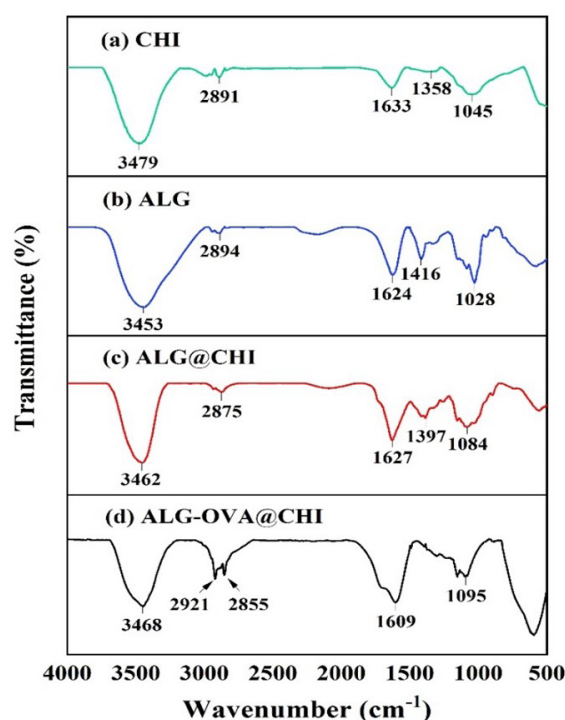 (a) CHI
2891
1358
1633
1045
3479
(b) ALG
2894
1416
1624
1028
3453
(c) ALG@CHI
2875
1397
1084
1627
3462
(d) ALG-OVA@CHI
2921
2855
1095
3468
1609
Transmittance (%)
4000 3500 3000 2500 2000 1500 1000 500
Wavenumber (cm⁻¹)